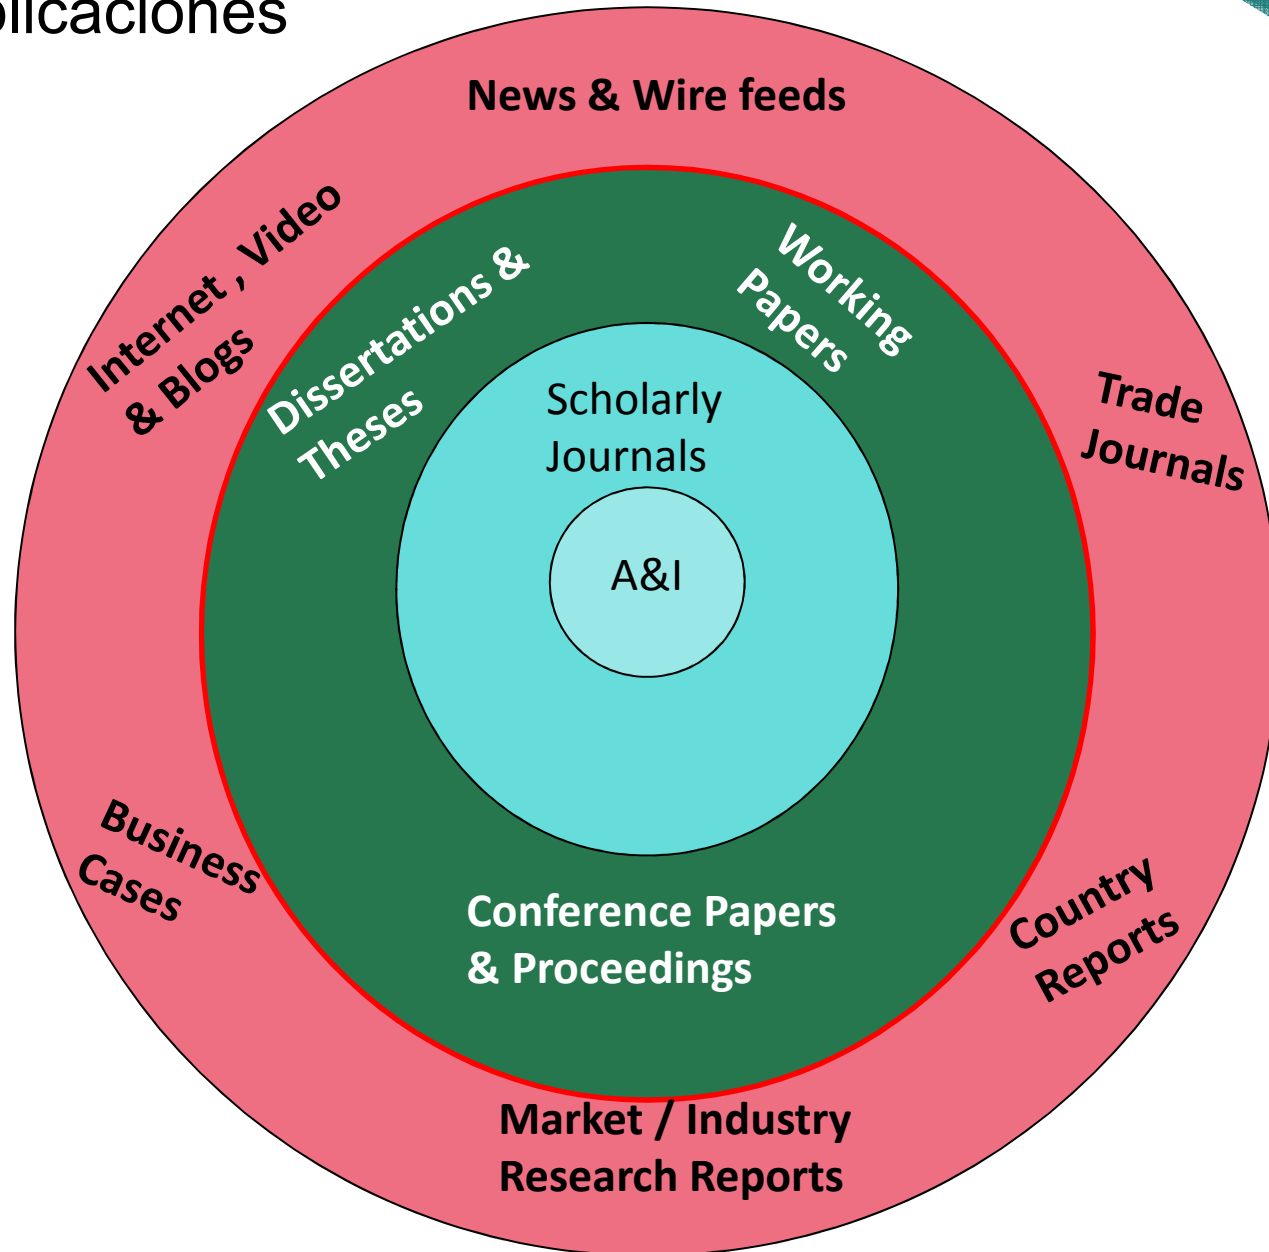 News & Wire feeds
Internet , Video
& Blogs
Dissertations &
Theses
Working
Papers
Trade
Journals
Scholarly
Journals
A&I
Business
Cases
Conference Papers
& Proceedings
Country
Reports
Market / Industry
Research Reports